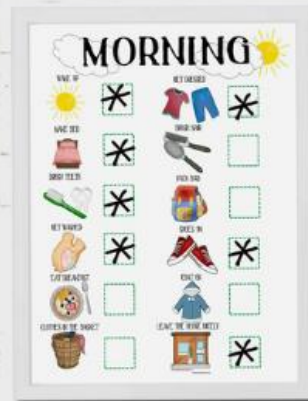 MORNING
WAKE UP
GET DRESSED
MAKE BED
BRUSH HAIR
BRUSH TEETH
PACK BAG
GET WASHED
SHOES ON
EAT BREAKFAST
COAT ON
CLOTHES IN THE BASKET
LEAVE THE HOUSE